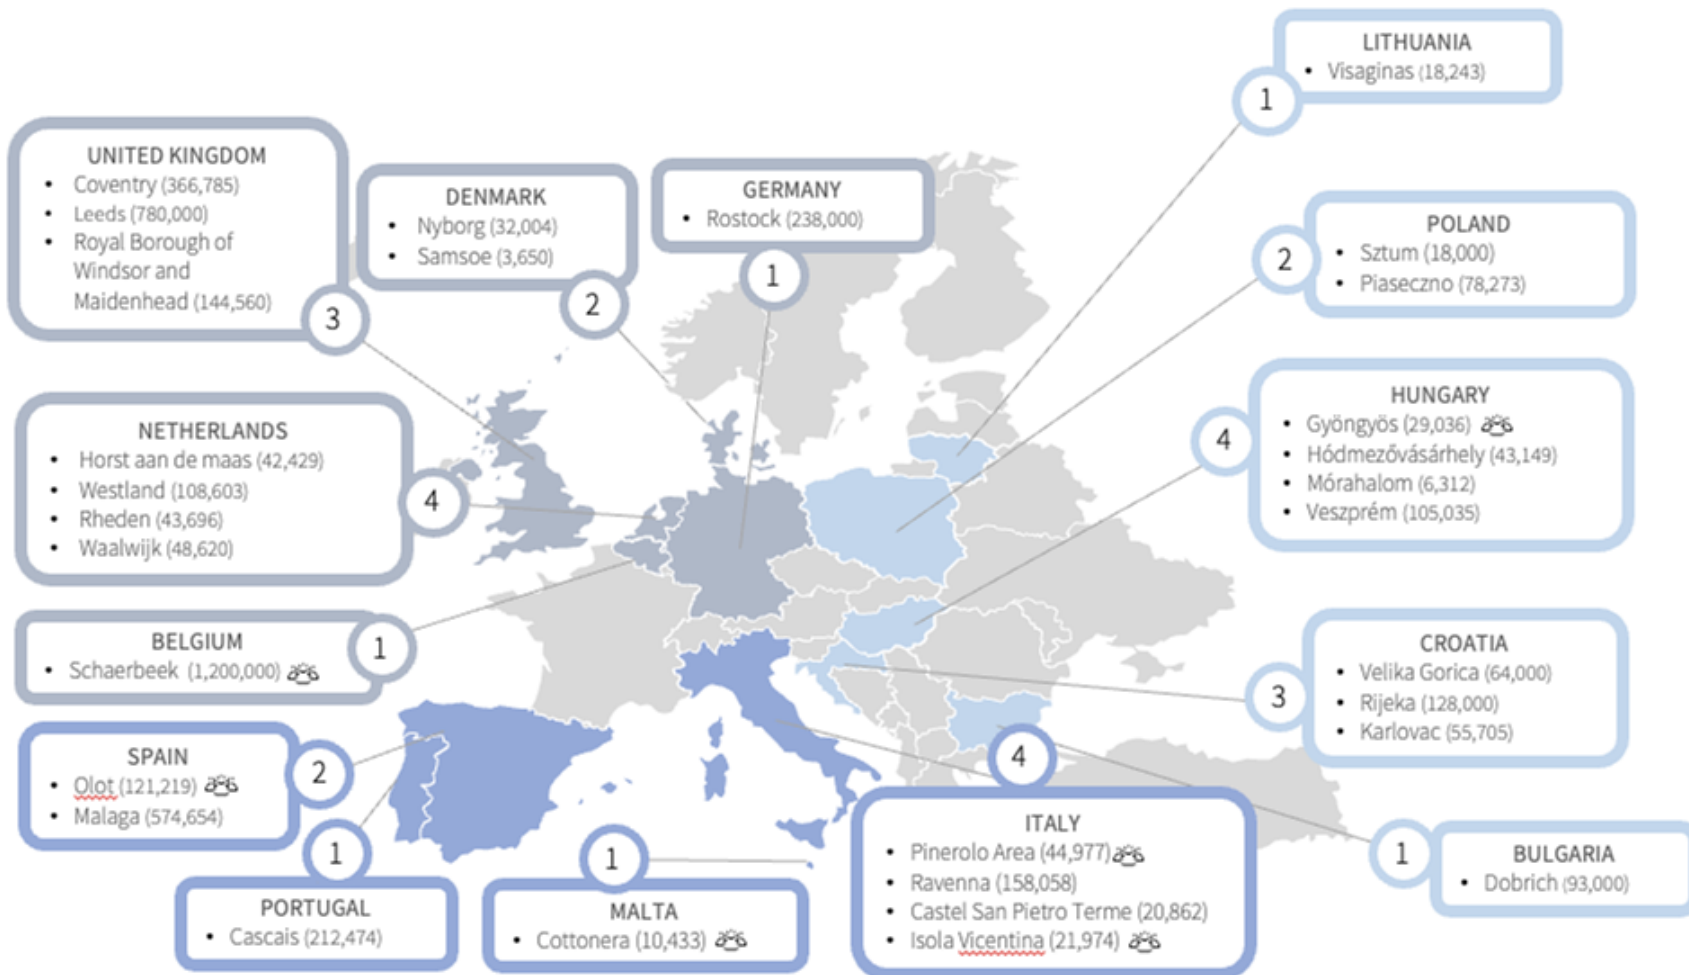 LITHUANIA
• Visaginas (18,243)
1
UNITED KINGDOM
• Coventry (366,785)
• Leeds (780,000)
• Royal Borough of
Windsor and
Maidenhead (144,560)
3
DENMARK
• Nyborg (32,004)
• Samsoe (3,650)
2
GERMANY
• Rostock (238,000)
1
POLAND
• Sztum (18,000)
• Piaseczno (78,273)
2
NETHERLANDS
• Horst aan de maas (42,429)
• Westland (108,603)
• Rheden (43,696)
• Waalwijk (48,620)
4
HUNGARY
• Gyöngyös (29,036)
• Hódmezővásárhely (43,149)
• Mórahalom (6,312)
• Veszprém (105,035)
4
BELGIUM
• Schaerbeek (1,200,000)
1
CROATIA
• Velika Gorica (64,000)
• Rijeka (128,000)
• Karlovac (55,705)
3
SPAIN
• Olot (121,219)
• Malaga (574,654)
2
PORTUGAL
• Cascais (212,474)
1
MALTA
• Cottonera (10,433)
1
ITALY
• Pinerolo Area (44,977)
• Ravenna (158,058)
• Castel San Pietro Terme (20,862)
• Isola Vicentina (21,974)
4
BULGARIA
• Dobrich (93,000)
1